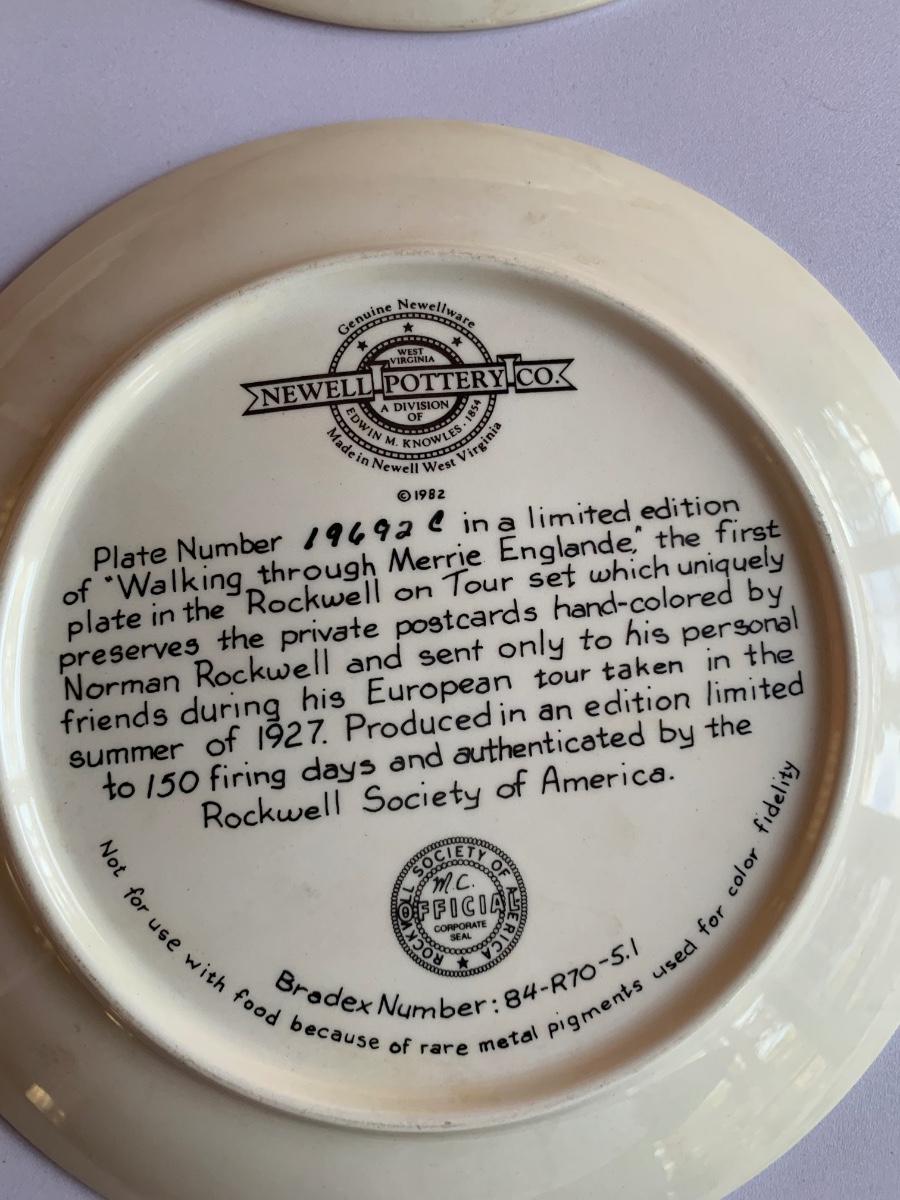 Genuine Newellware
WEST
VIRGINIA
NEWELL POTTERY CO.
A DIVISION
OF
EDWIN M. KNOWLES · 1854
Made in Newell West Virginia
©1982
Plate Number 19692 C in a limited edition
of "Walking through Merrie Englande," the first
plate in the Rockwell on Tour set which uniquely
preserves the private postcards hand-colored by
Norman Rockwell and sent only to his personal
friends during his European tour taken in the
summer of 1927. Produced in an edition limited
to 150 firing days and authenticated by the
Rockwell Society of America.
ROCKWELL SOCIETY OF AMERICA
M.C.
OFFICIAL
CORPORATE
SEAL
Bradex Number: 84-R70-5.1
Not for use with food because of rare metal pigments used for color fidelity